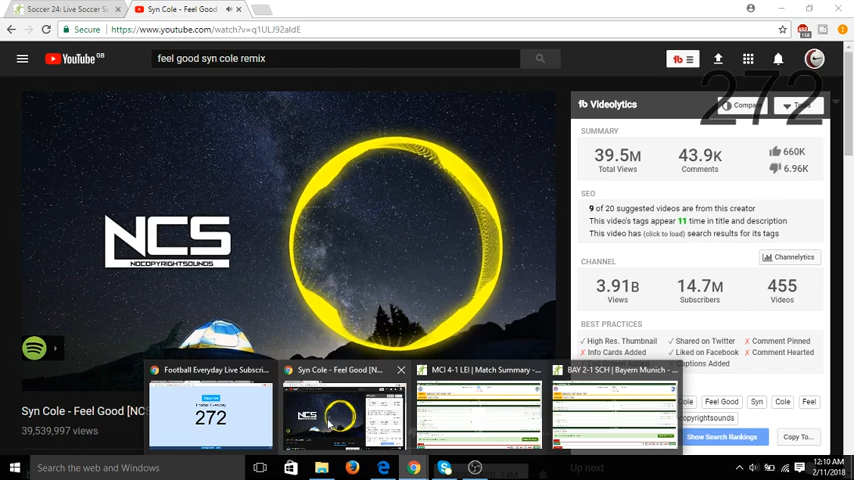 Soccer 24: Live Soccer S
Syn Cole - Feel Good
Secure
https://www.youtube.com/watch?v=q1ULJ92aldE
YouTube GB
feel good syn cole remix
272
Videolytics
Compare
SUMMARY
39.5M
Total Views
43.9K
Comments
660K
6.96K
SEO
9 of 20 suggested videos are from this creator
This video's tags appear 11 time in title and description
This video has (click to load) search results for its tags
Channelytics
CHANNEL
3.91B
Views
14.7M
Subscribers
455
Videos
BEST PRACTICES
✓ High Res. Thumbnail
✓ Shared on Twitter
✗ Comment Pinned
✗ Info Cards Added
✓ Liked on Facebook
✗ Comment Hearted
Captions Added
NCS
NOCOPYRIGHTSOUNDS
Football Everyday Live Subscri...
Syn Cole - Feel Good [N...
MCI 4-1 LEI | Match Summary -...
BAY 2-1 SCH | Bayern Munich - ...
272
NCS
Syn Cole - Feel Good [NCS
39,539,997 views
Cole
Feel Good
Syn
Cole
Feel
copyrightsounds
Show Search Rankings
Copy To...
Up next
Search the web and Windows
12:10 AM
2/11/2018